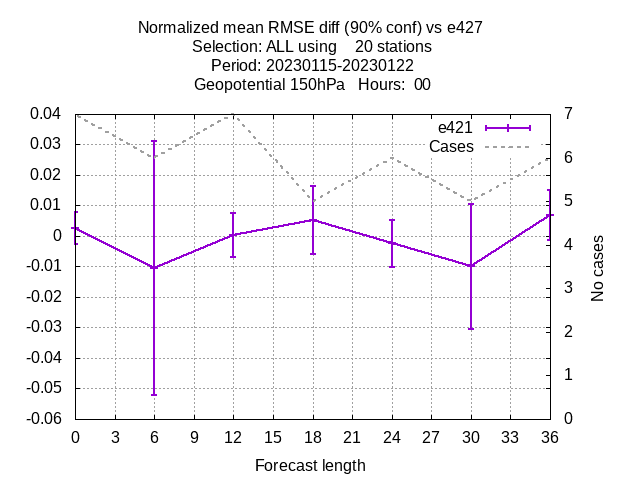 Normalized mean RMSE diff (90% conf) vs e427
Selection: ALL using    20 stations
Period: 20230115-20230122
Geopotential 150hPa   Hours:  00
e421
Cases
0.04
0.03
0.02
0.01
0
-0.01
-0.02
-0.03
-0.04
-0.05
-0.06
7
6
5
4
3
2
1
0
No cases
0 3 6 9 12 15 18 21 24 27 30 33 36
Forecast length